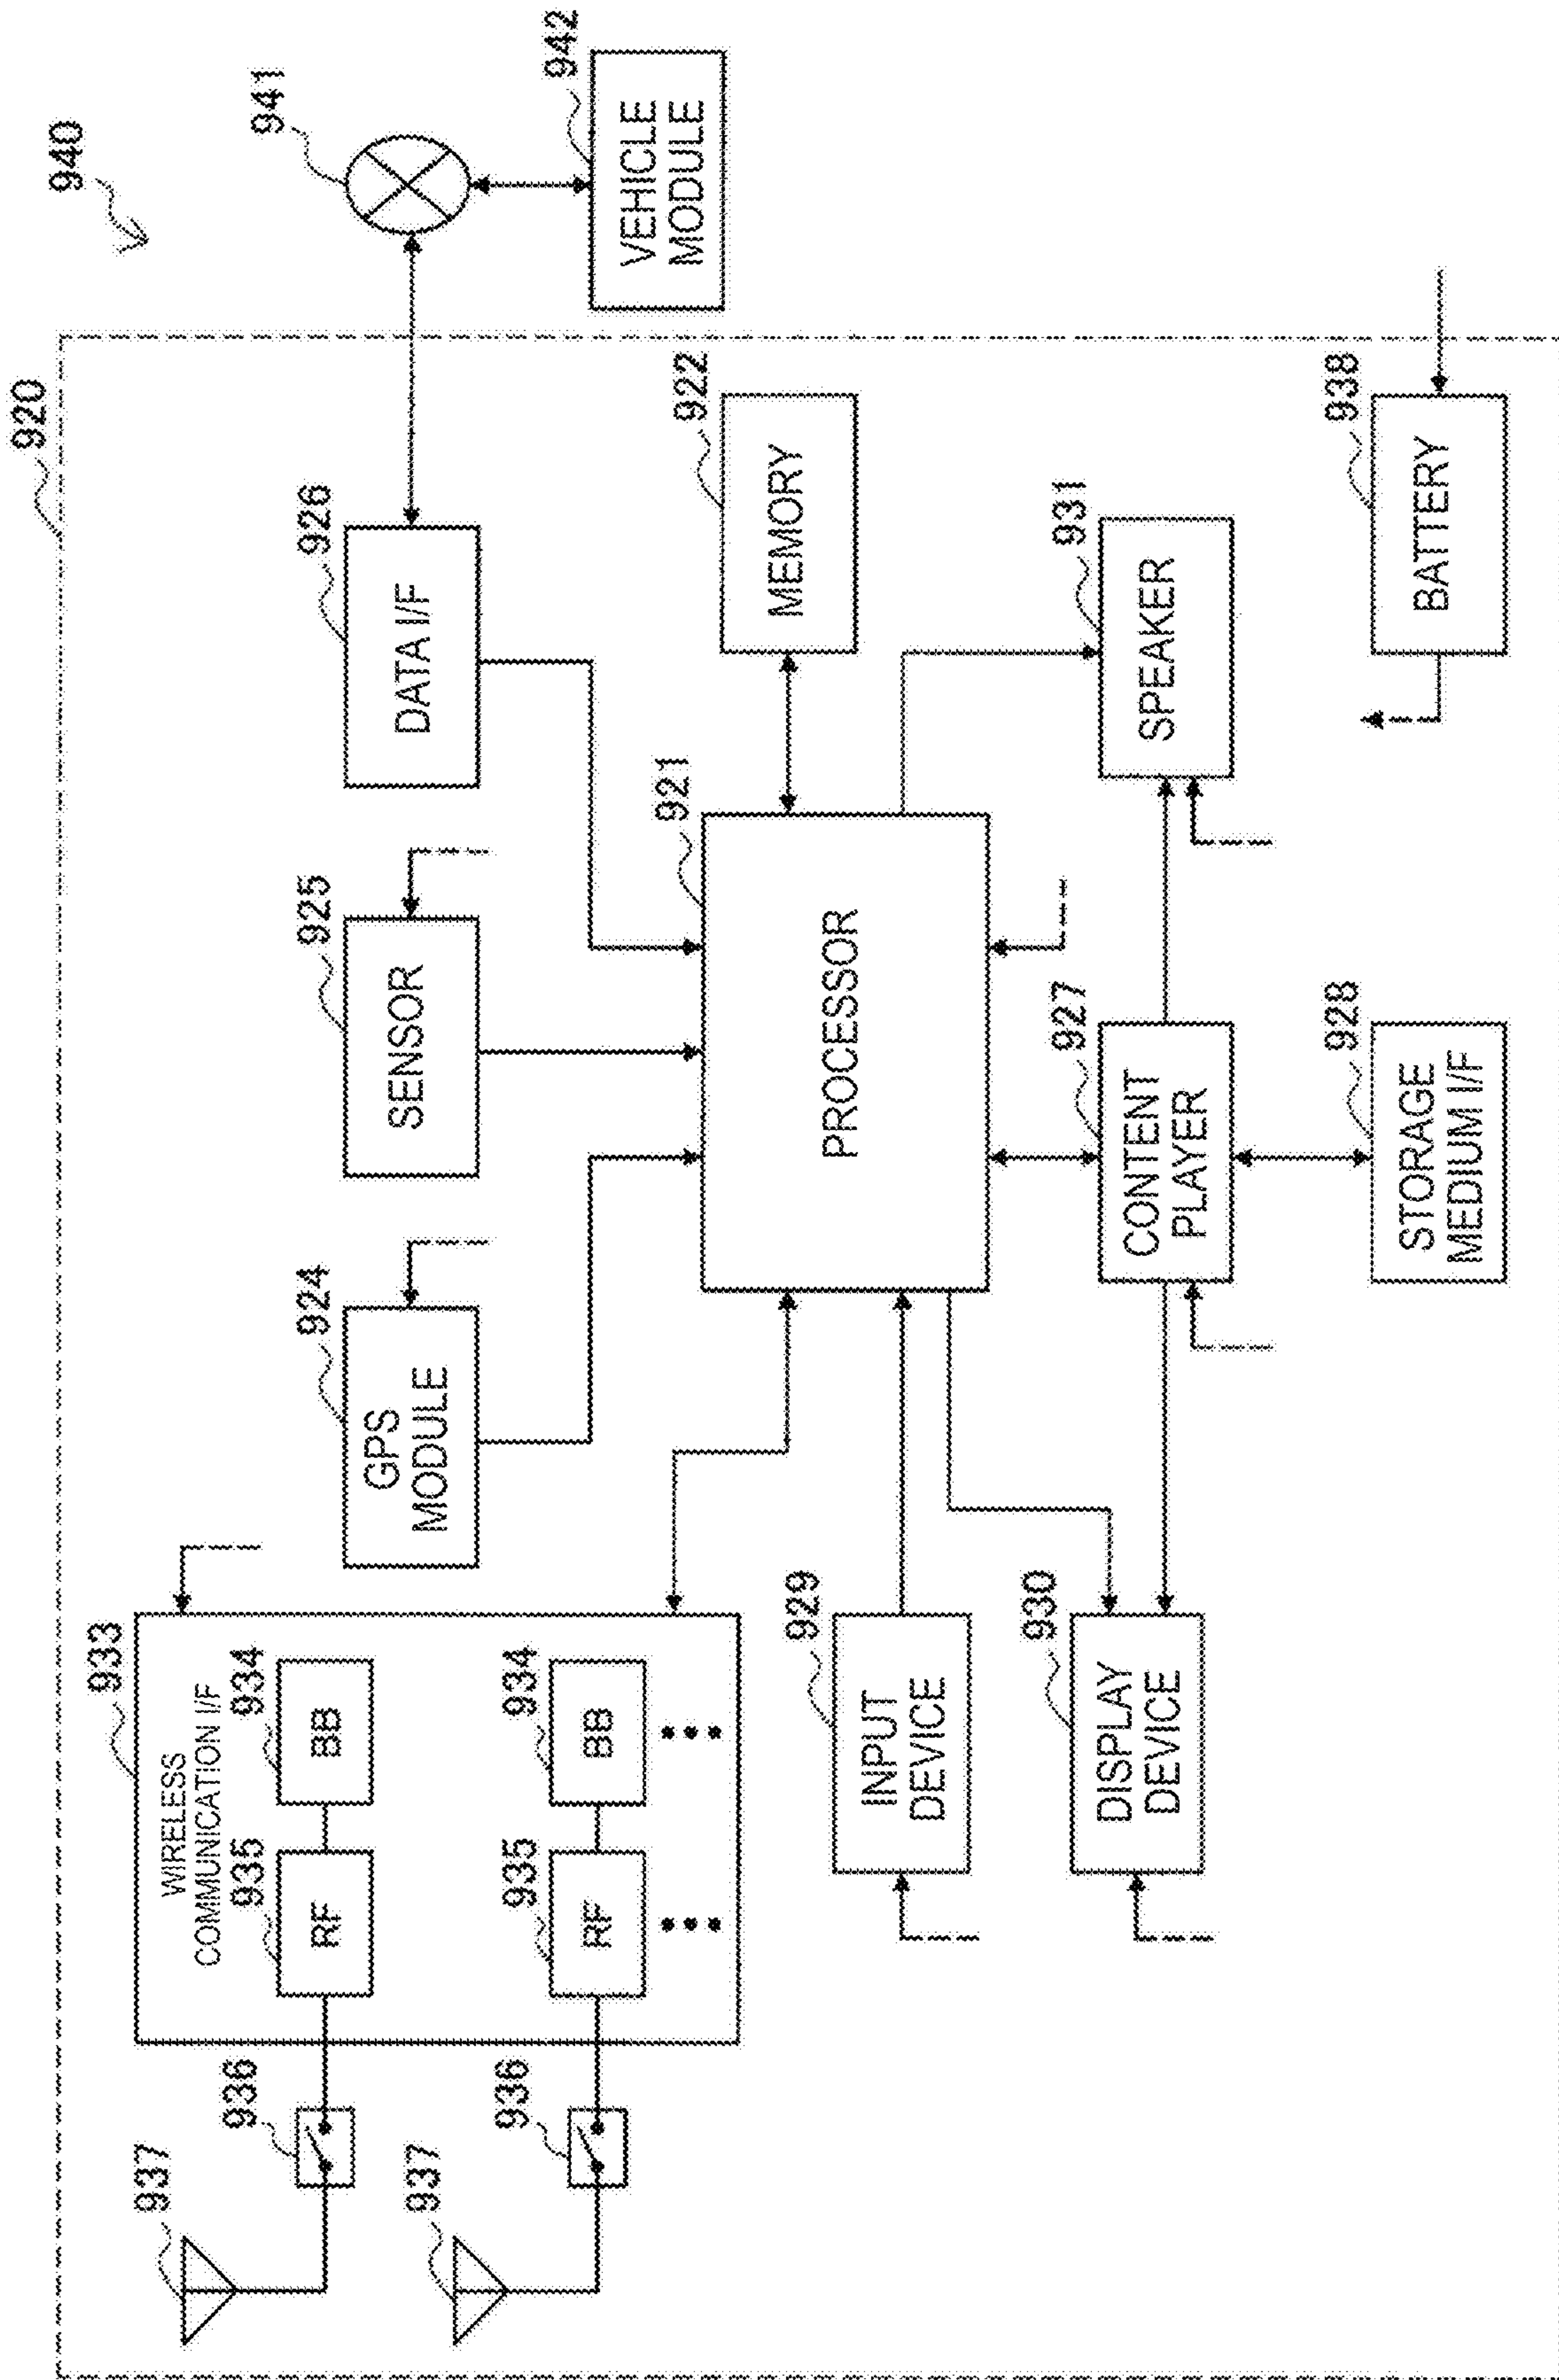 940
920
941
942
VEHICLE
MODULE
933
WIRELESS
COMMUNICATION I/F
937
936
935
RF
934
BB
937
936
935
RF
934
BB
924
GPS
MODULE
925
SENSOR
926
DATA I/F
921
PROCESSOR
922
MEMORY
929
INPUT
DEVICE
930
DISPLAY
DEVICE
927
CONTENT
PLAYER
931
SPEAKER
928
STORAGE
MEDIUM I/F
938
BATTERY